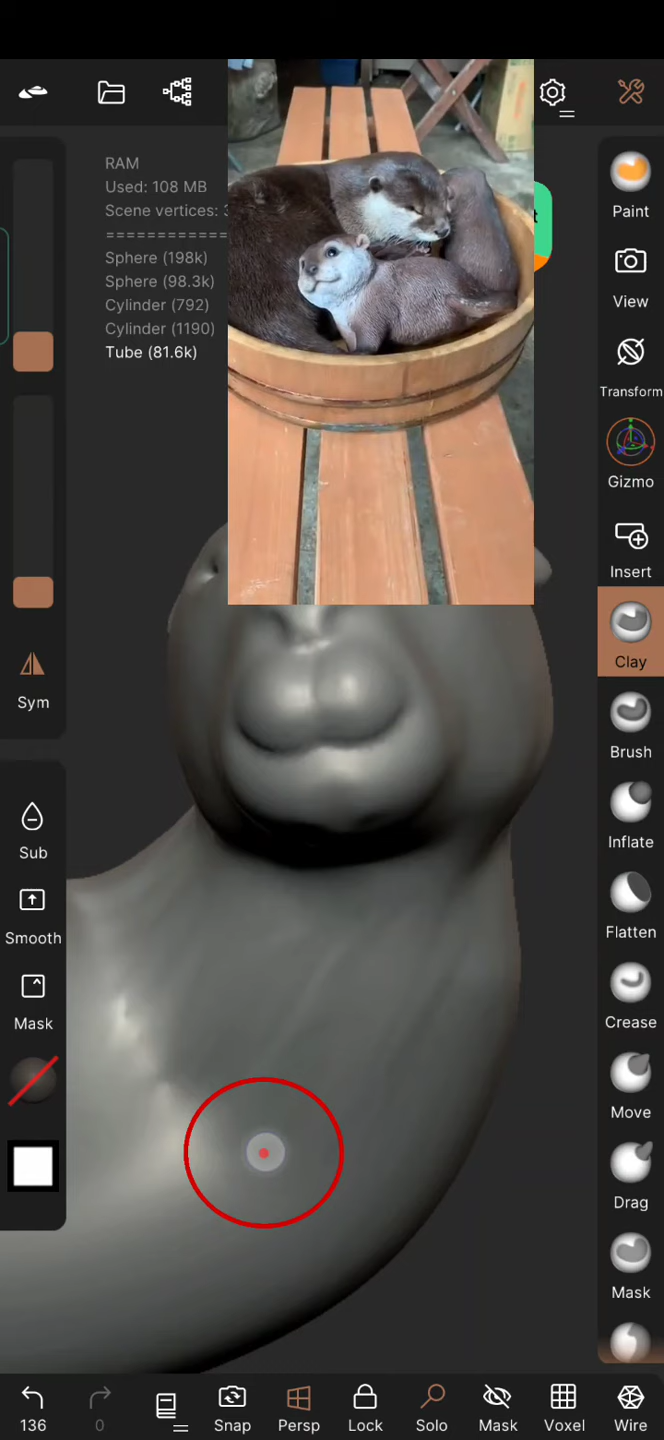 RAM
Used: 108 MB
Scene vertices: 
============
Sphere (198k)
Sphere (98.3k)
Cylinder (792)
Cylinder (1190)
Tube (81.6k)
t
Sym
Sub
Smooth
Mask
Paint
View
Transform
Gizmo
Insert
Clay
Brush
Inflate
Flatten
Crease
Move
Drag
Mask
136
0
Snap
Persp
Lock
Solo
Mask
Voxel
Wire